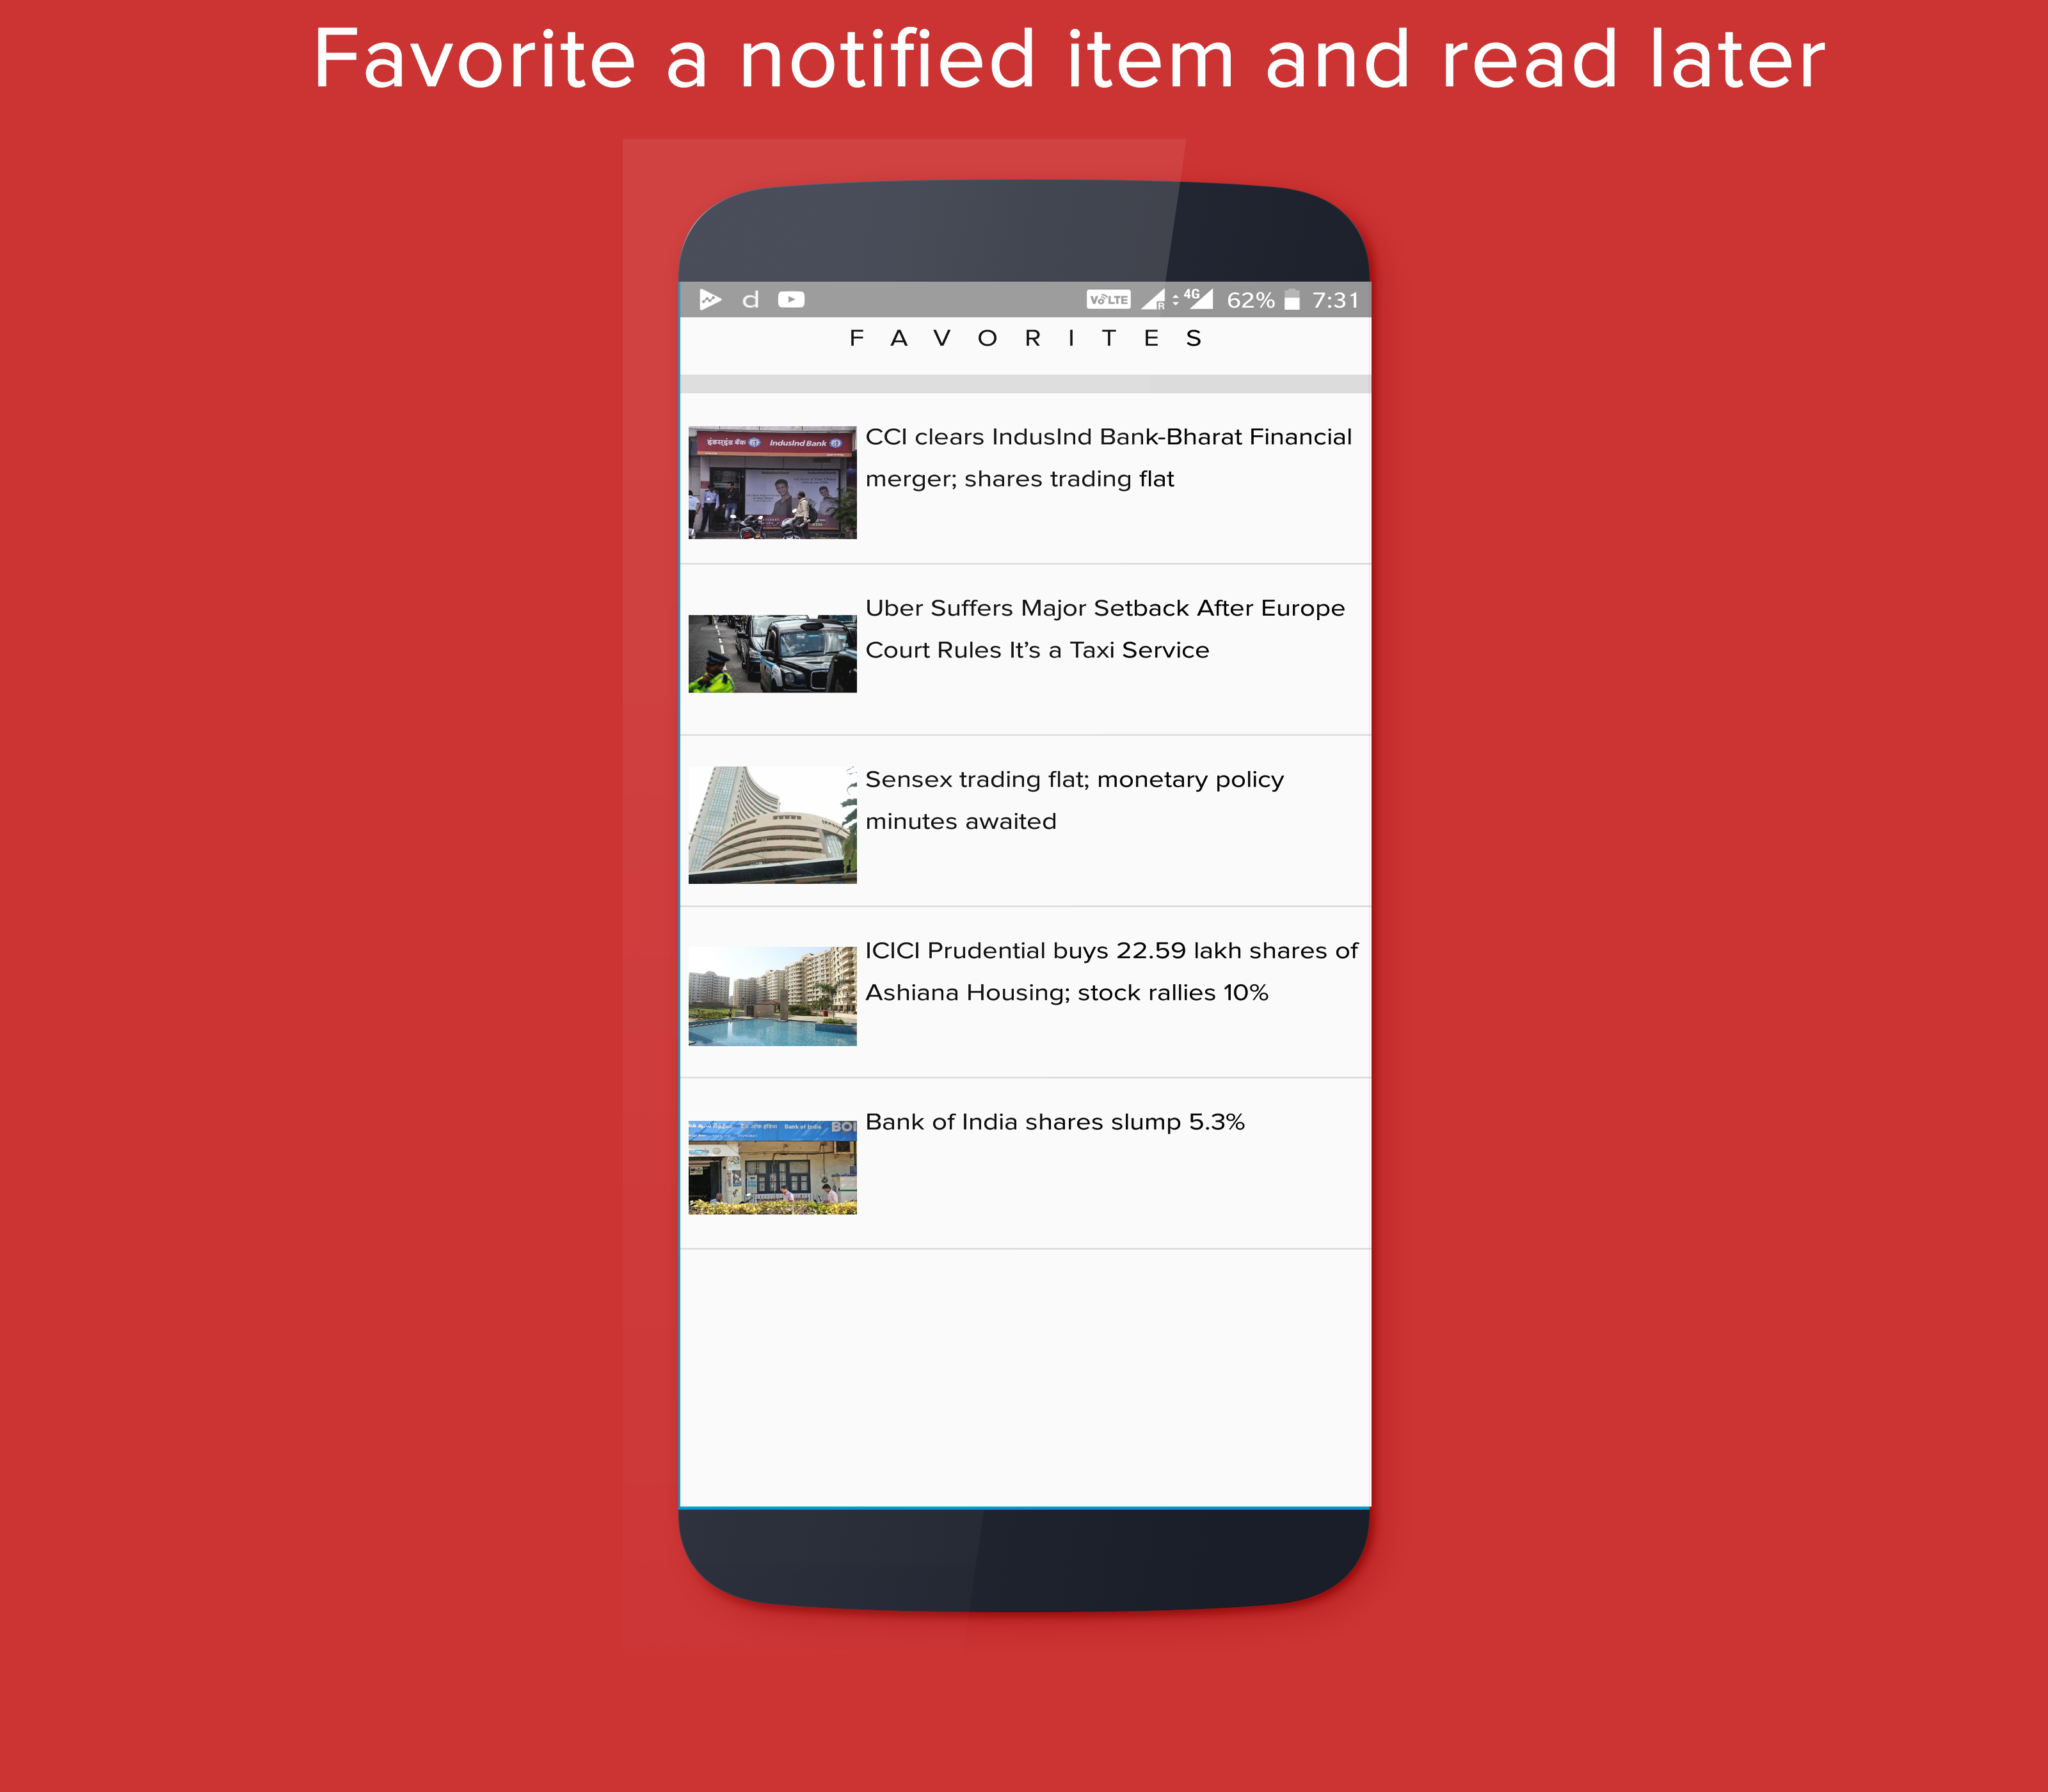 Favorite a notified item and read later
d
VoLTE
R
4G
62%
7:31
FAVORITES
इंडसइंड बैंक
IndusInd Bank
CCI clears IndusInd Bank-Bharat Financial
merger; shares trading flat
Uber Suffers Major Setback After Europe
Court Rules It’s a Taxi Service
Sensex trading flat; monetary policy
minutes awaited
ICICI Prudential buys 22.59 lakh shares of
Ashiana Housing; stock rallies 10%
Bank of India
BOI
Bank of India shares slump 5.3%